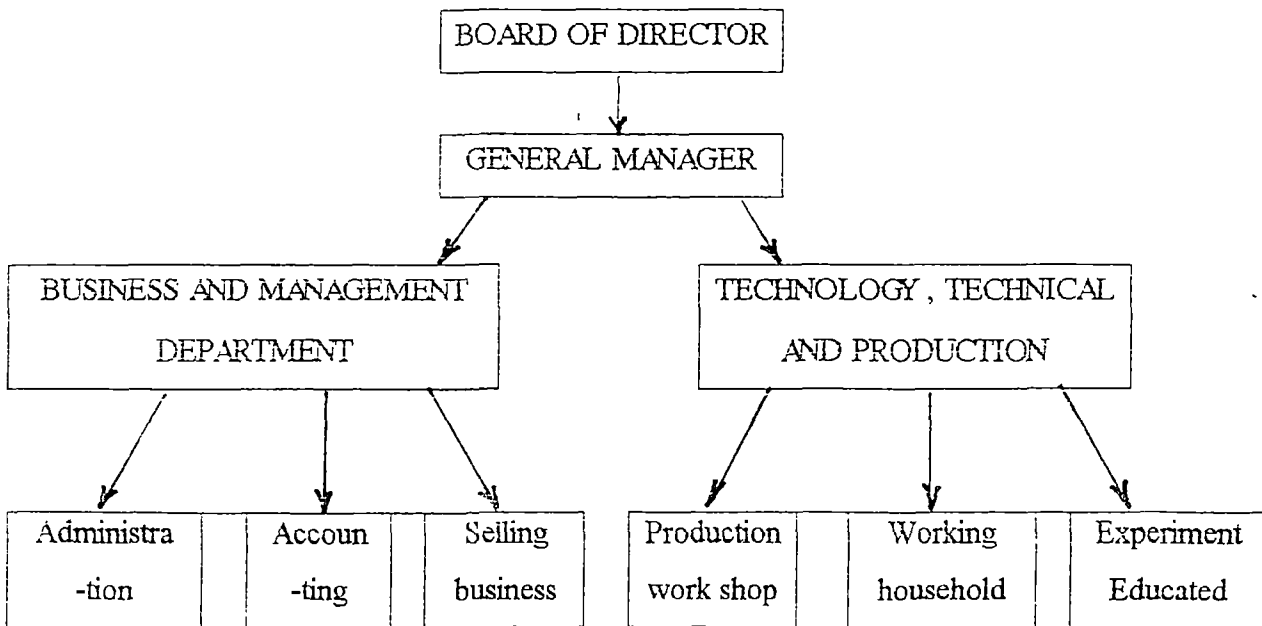 BOARD OF DIRECTOR
GENERAL MANAGER
BUSINESS AND MANAGEMENT
DEPARTMENT
TECHNOLOGY , TECHNICAL
AND PRODUCTION
Administra
-tion
Accoun
-ting
Selling
business
Production
work shop
Working
household
Experiment
Educated